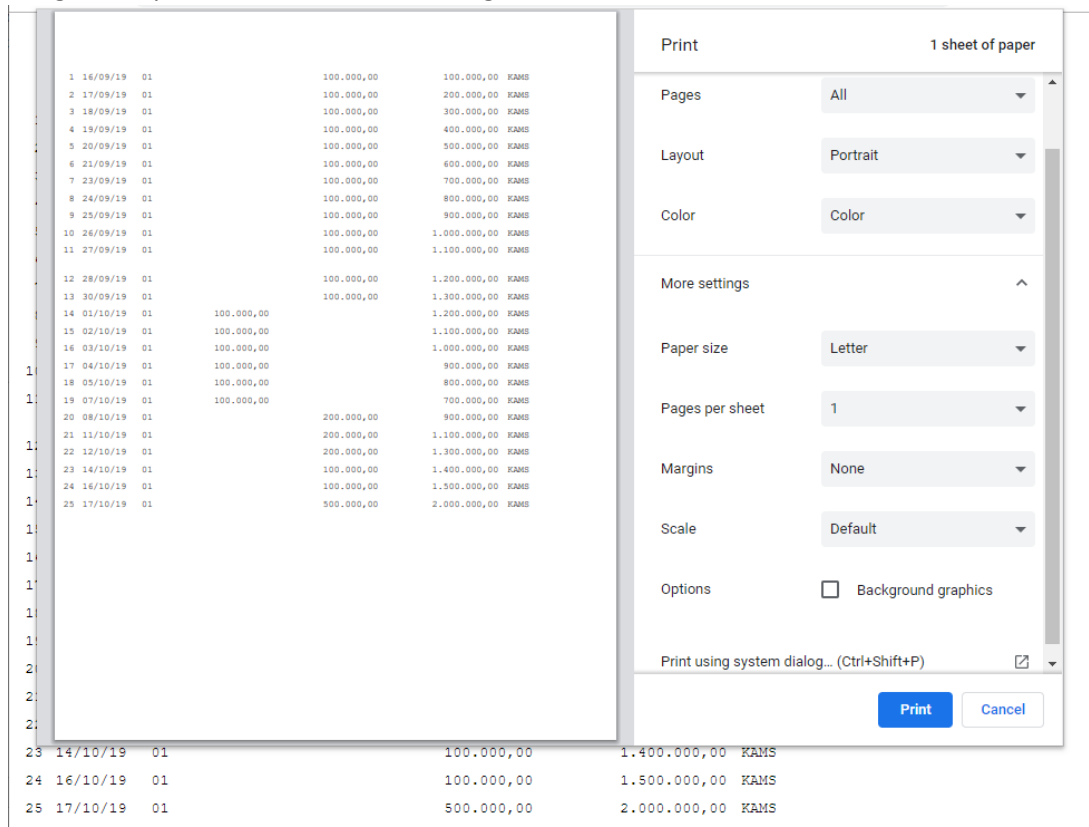 Print 1 sheet of paper
1 16/09/19 01 100.000,00 100.000,00 KAMS
2 17/09/19 01 100.000,00 200.000,00 KAMS
3 18/09/19 01 100.000,00 300.000,00 KAMS
4 19/09/19 01 100.000,00 400.000,00 KAMS
5 20/09/19 01 100.000,00 500.000,00 KAMS
6 21/09/19 01 100.000,00 600.000,00 KAMS
7 23/09/19 01 100.000,00 700.000,00 KAMS
8 24/09/19 01 100.000,00 800.000,00 KAMS
9 25/09/19 01 100.000,00 900.000,00 KAMS
10 26/09/19 01 100.000,00 1.000.000,00 KAMS
11 27/09/19 01 100.000,00 1.100.000,00 KAMS
12 28/09/19 01 100.000,00 1.200.000,00 KAMS
13 30/09/19 01 100.000,00 1.300.000,00 KAMS
14 01/10/19 01 100.000,00 1.200.000,00 KAMS
15 02/10/19 01 100.000,00 1.100.000,00 KAMS
16 03/10/19 01 100.000,00 1.000.000,00 KAMS
17 04/10/19 01 100.000,00 900.000,00 KAMS
18 05/10/19 01 100.000,00 800.000,00 KAMS
19 07/10/19 01 100.000,00 700.000,00 KAMS
20 08/10/19 01 200.000,00 900.000,00 KAMS
21 11/10/19 01 200.000,00 1.100.000,00 KAMS
22 12/10/19 01 200.000,00 1.300.000,00 KAMS
23 14/10/19 01 100.000,00 1.400.000,00 KAMS
24 16/10/19 01 100.000,00 1.500.000,00 KAMS
25 17/10/19 01 500.000,00 2.000.000,00 KAMS
Pages All
Layout Portrait
Color Color
More settings
Paper size Letter
Pages per sheet 1
Margins None
Scale Default
Options Background graphics
Print using system dialog... (Ctrl+Shift+P)
Print Cancel
23 14/10/19 01 100.000,00 1.400.000,00 KAMS
24 16/10/19 01 100.000,00 1.500.000,00 KAMS
25 17/10/19 01 500.000,00 2.000.000,00 KAMS